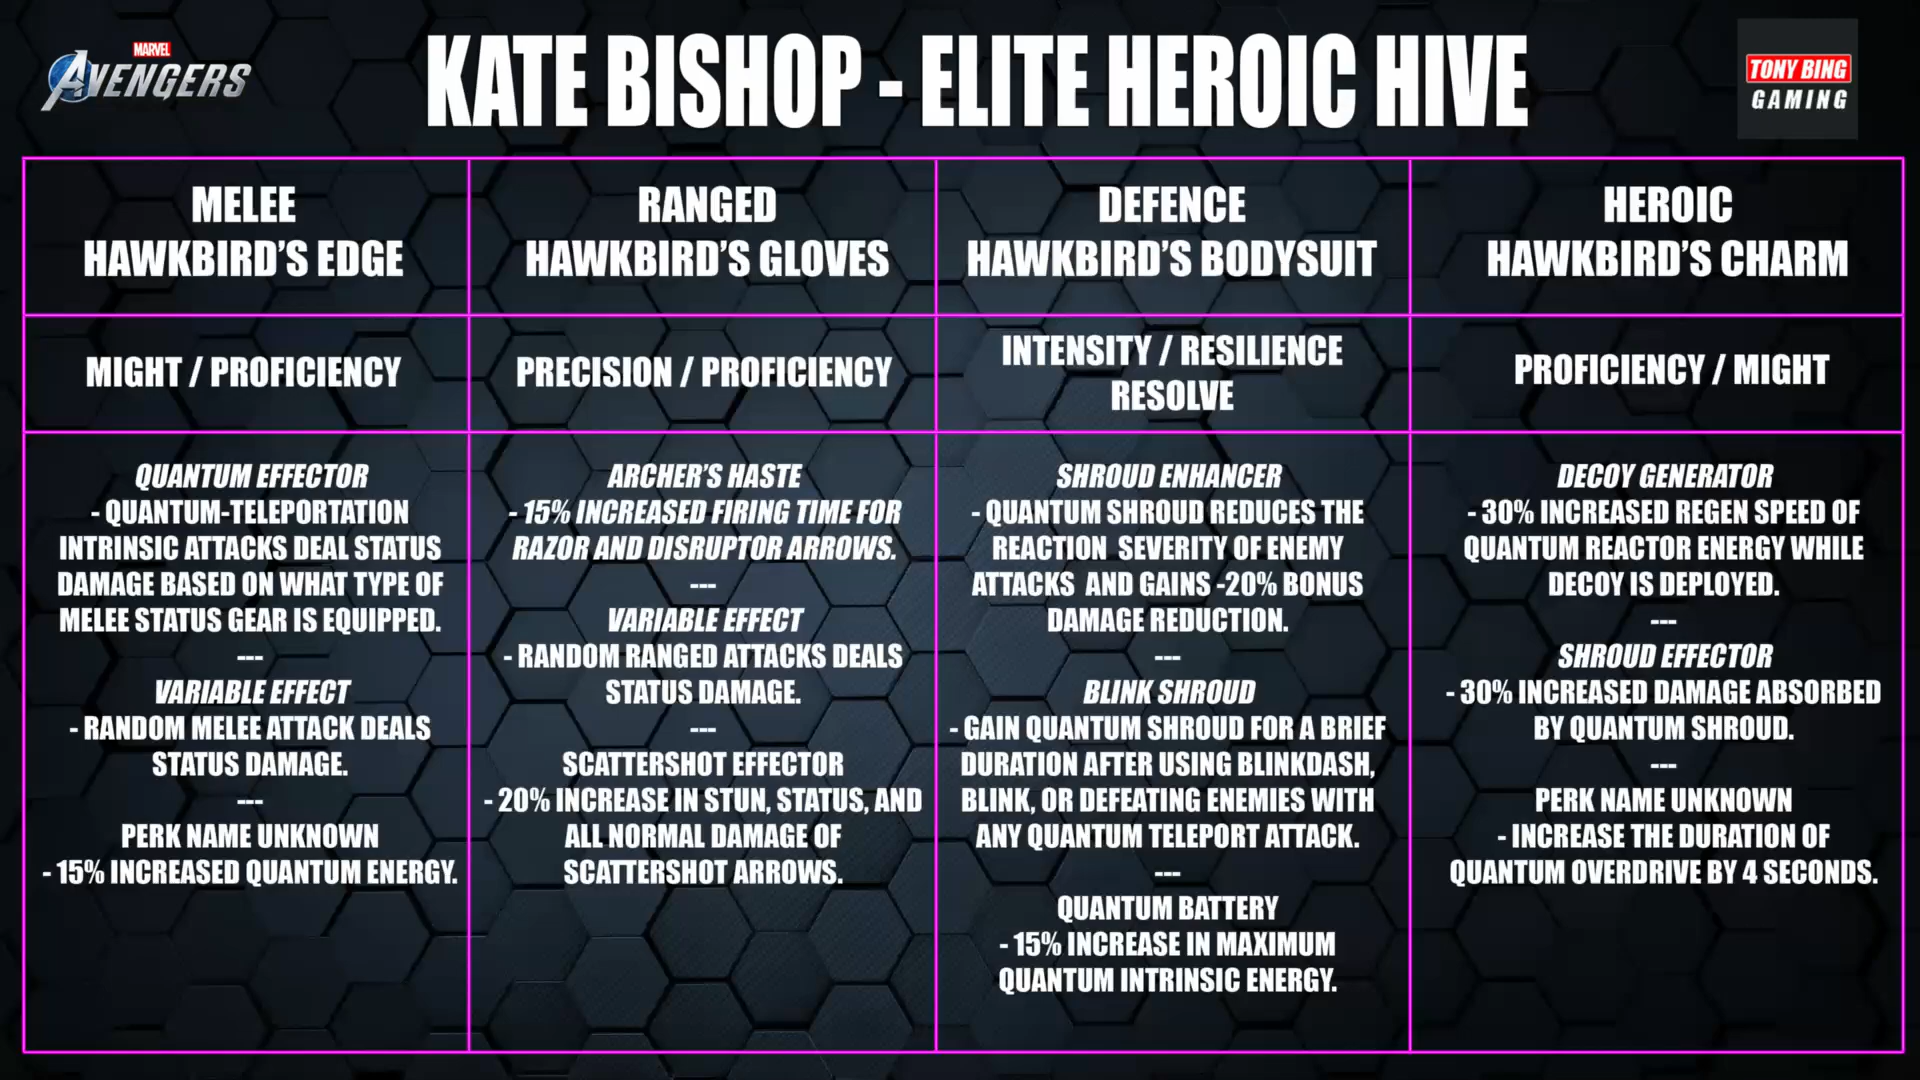 MARVEL
AVENGERS
KATE BISHOP - ELITE HEROIC HIVE
TONY BING
GAMING
MELEE
HAWKBIRD'S EDGE
RANGED
HAWKBIRD'S GLOVES
DEFENCE
HAWKBIRD'S BODYSUIT
HEROIC
HAWKBIRD'S CHARM
MIGHT / PROFICIENCY
PRECISION / PROFICIENCY
INTENSITY / RESILIENCE
RESOLVE
PROFICIENCY / MIGHT
QUANTUM EFFECTOR
- QUANTUM-TELEPORTATION
INTRINSIC ATTACKS DEAL STATUS
DAMAGE BASED ON WHAT TYPE OF
MELEE STATUS GEAR IS EQUIPPED.
---
VARIABLE EFFECT
- RANDOM MELEE ATTACK DEALS
STATUS DAMAGE.
---
PERK NAME UNKNOWN
- 15% INCREASED QUANTUM ENERGY.
ARCHER'S HASTE
- 15% INCREASED FIRING TIME FOR
RAZOR AND DISRUPTOR ARROWS.
---
VARIABLE EFFECT
- RANDOM RANGED ATTACKS DEALS
STATUS DAMAGE.
---
SCATTERSHOT EFFECTOR
- 20% INCREASE IN STUN, STATUS, AND
ALL NORMAL DAMAGE OF
SCATTERSHOT ARROWS.
SHROUD ENHANCER
- QUANTUM SHROUD REDUCES THE
REACTION SEVERITY OF ENEMY
ATTACKS AND GAINS -20% BONUS
DAMAGE REDUCTION.
---
BLINK SHROUD
- GAIN QUANTUM SHROUD FOR A BRIEF
DURATION AFTER USING BLINKDASH,
BLINK, OR DEFEATING ENEMIES WITH
ANY QUANTUM TELEPORT ATTACK.
---
QUANTUM BATTERY
- 15% INCREASE IN MAXIMUM
QUANTUM INTRINSIC ENERGY.
DECOY GENERATOR
- 30% INCREASED REGEN SPEED OF
QUANTUM REACTOR ENERGY WHILE
DECOY IS DEPLOYED.
---
SHROUD EFFECTOR
- 30% INCREASED DAMAGE ABSORBED
BY QUANTUM SHROUD.
---
PERK NAME UNKNOWN
- INCREASE THE DURATION OF
QUANTUM OVERDRIVE BY 4 SECONDS.